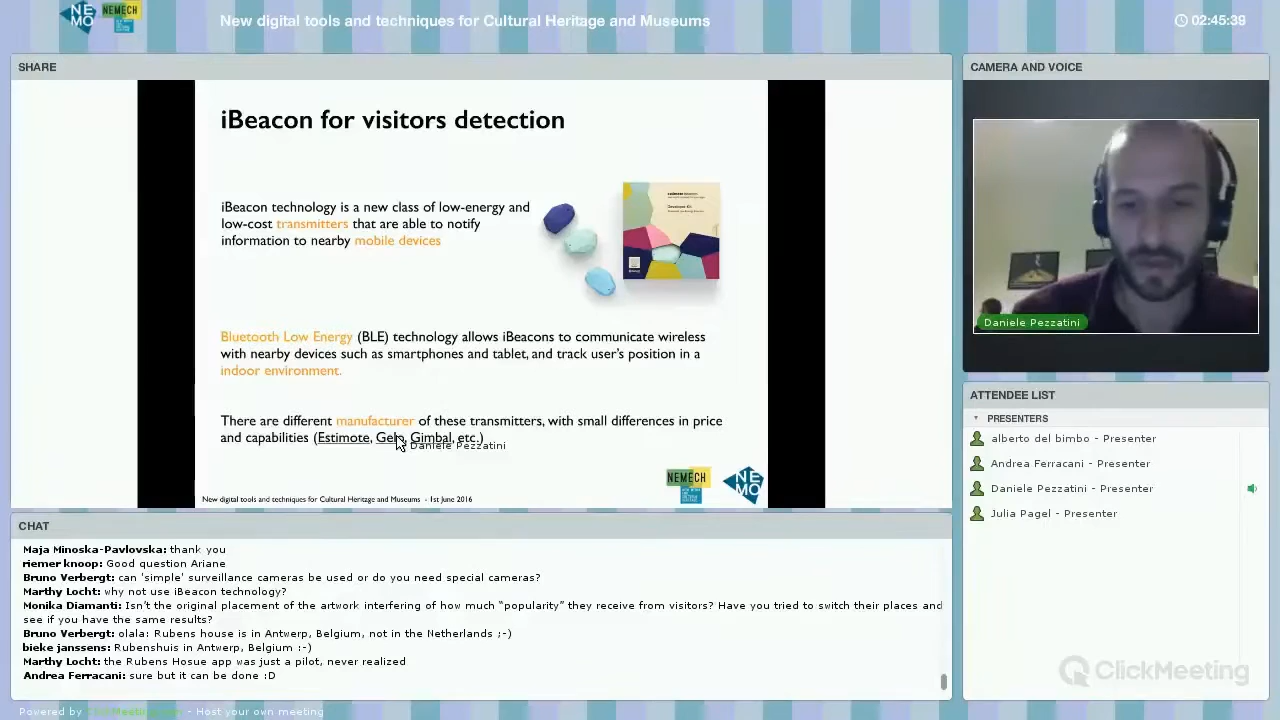 NEMO
NEMECH
New digital tools and techniques for Cultural Heritage and Museums
02:45:39
SHARE
iBeacon for visitors detection
iBeacon technology is a new class of low-energy and
low-cost transmitters that are able to notify
information to nearby mobile devices
Bluetooth Low Energy (BLE) technology allows iBeacons to communicate wireless
with nearby devices such as smartphones and tablet, and track user's position in a
indoor environment.
There are different manufacturer of these transmitters, with small differences in price
and capabilities (Estimote, Gelo, Gimbal, etc.)
Daniele Pezzatini
NEMECH
NEMO
New digital tools and techniques for Cultural Heritage and Museums - 1st June 2016
CAMERA AND VOICE
Daniele Pezzatini
ATTENDEE LIST
PRESENTERS
alberto del bimbo - Presenter
Andrea Ferracani - Presenter
Daniele Pezzatini - Presenter
Julia Pagel - Presenter
CHAT
Maja Minoska-Pavlovska: thank you
riemer knoop: Good question Ariane
Bruno Verbergt: can 'simple' surveillance cameras be used or do you need special cameras?
Marthy Locht: why not use iBeacon technology?
Monika Diamanti: Isn't the original placement of the artwork interfering of how much "popularity" they receive from visitors? Have you tried to switch their places and
see if you have the same results?
Bruno Verbergt: olala: Rubens house is in Antwerp, Belgium, not in the Netherlands ;-)
bieke janssens: Rubenshuis in Antwerp, Belgium :-)
Marthy Locht: the Rubens Hosue app was just a pilot, never realized
Andrea Ferracani: sure but it can be done :D
ClickMeeting
Powered by ClickMeeting.com - Host your own meeting